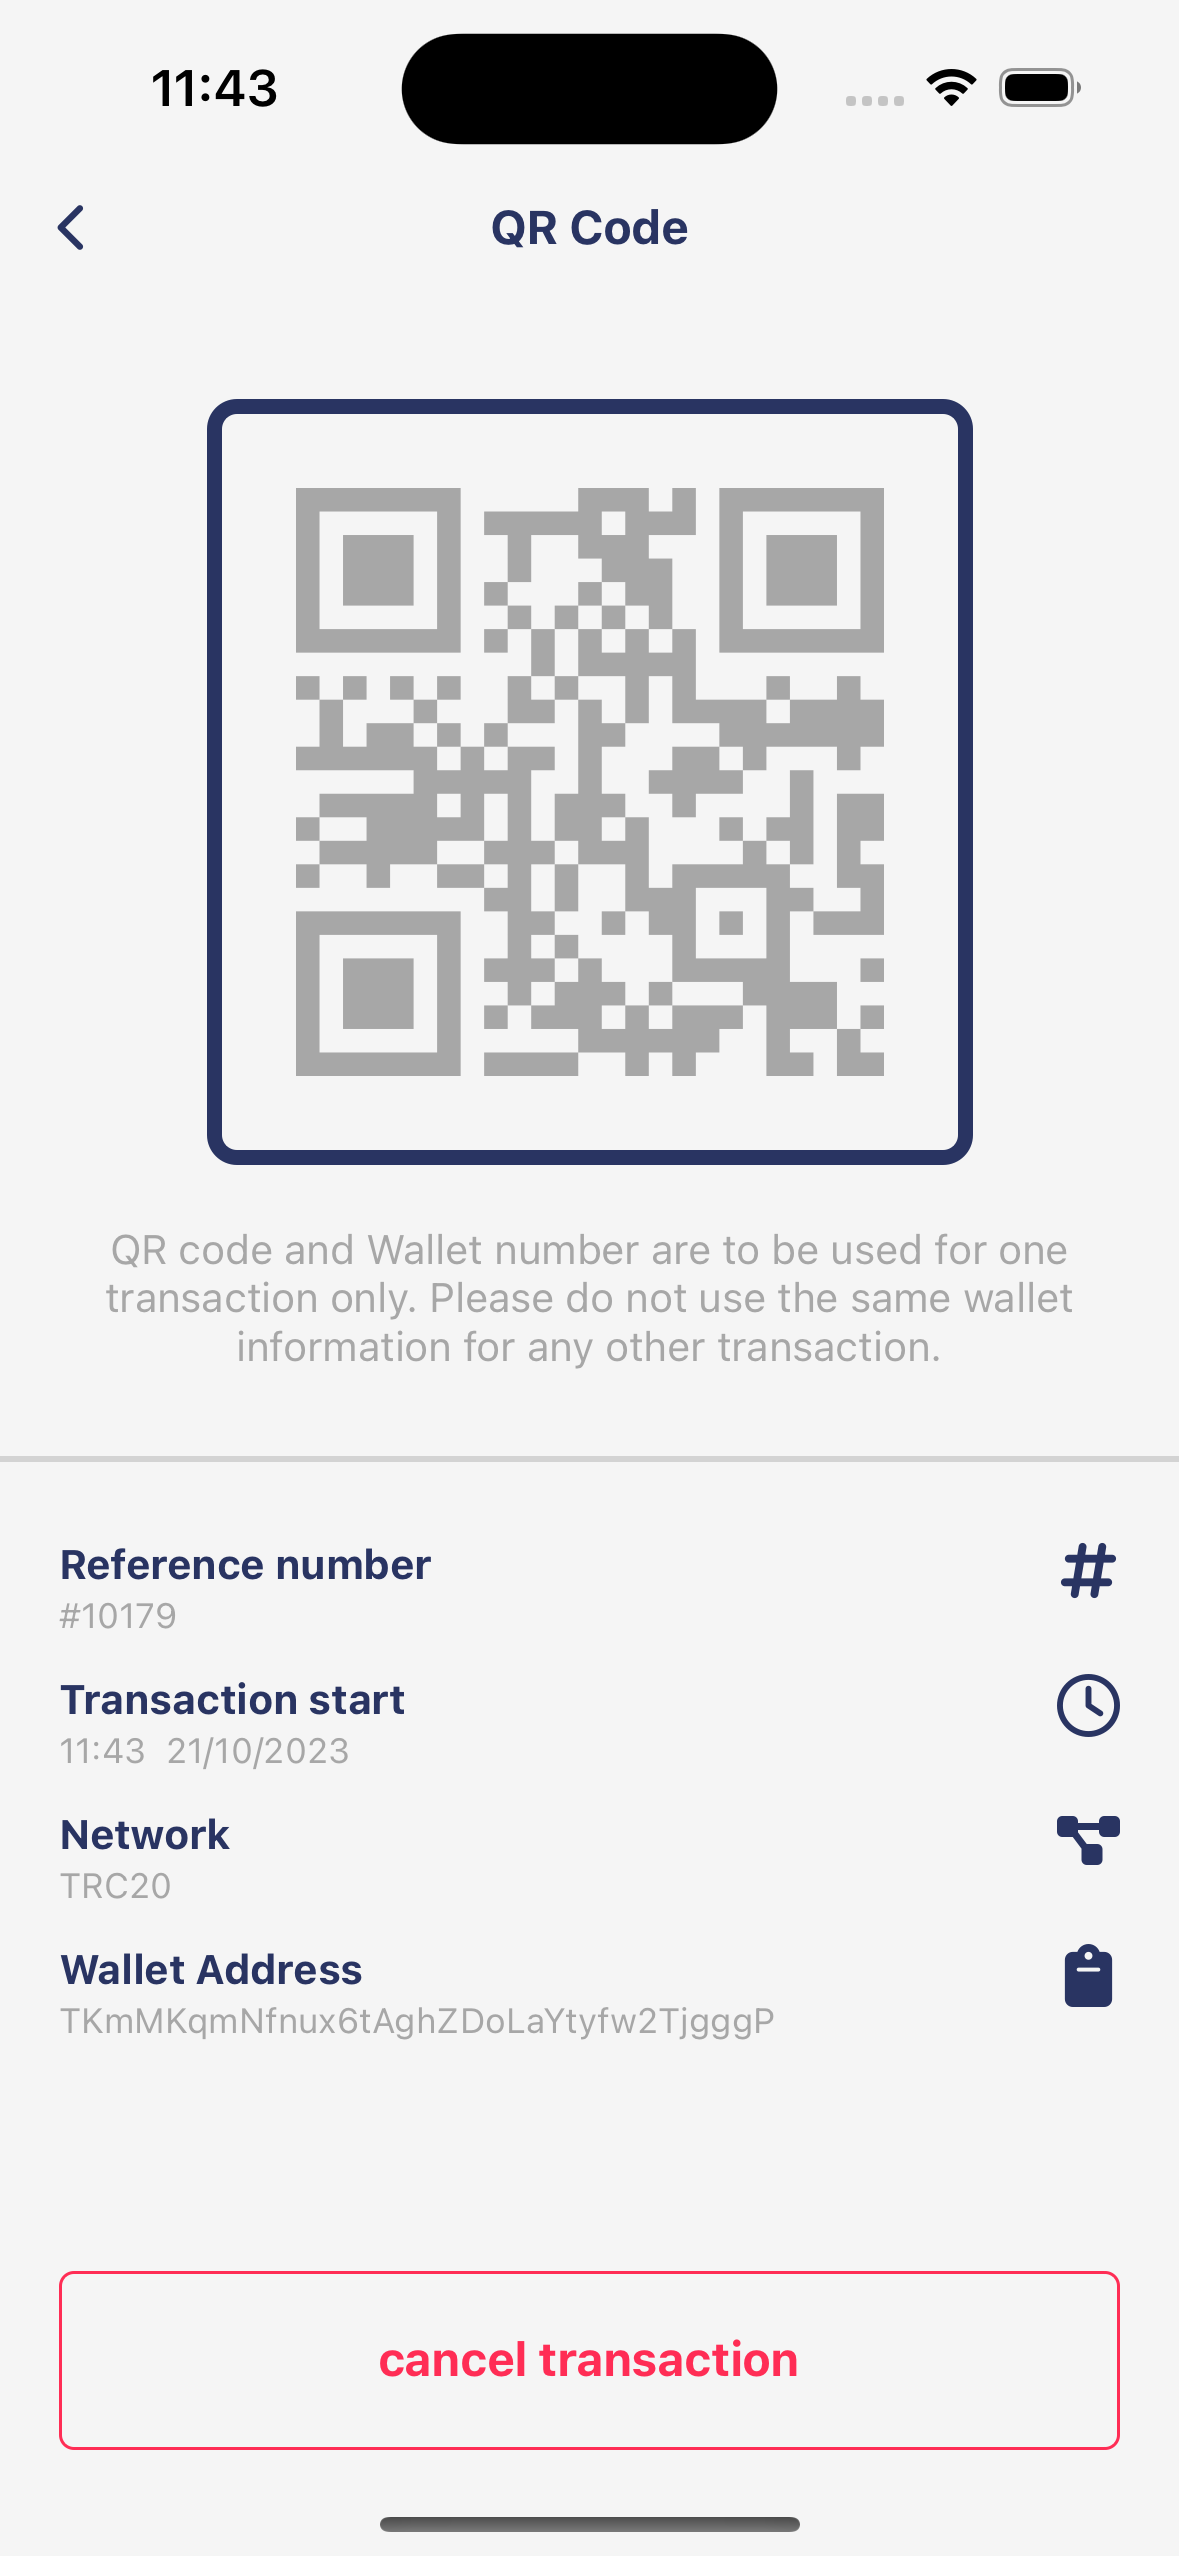 11:43
QR Code
QR code and Wallet number are to be used for one
transaction only. Please do not use the same wallet
information for any other transaction.
Reference number
#10179
Transaction start
11:43  21/10/2023
Network
TRC20
Wallet Address
TKmMKqmNfnux6tAghZDoLaYtyfw2TjgggP
cancel transaction